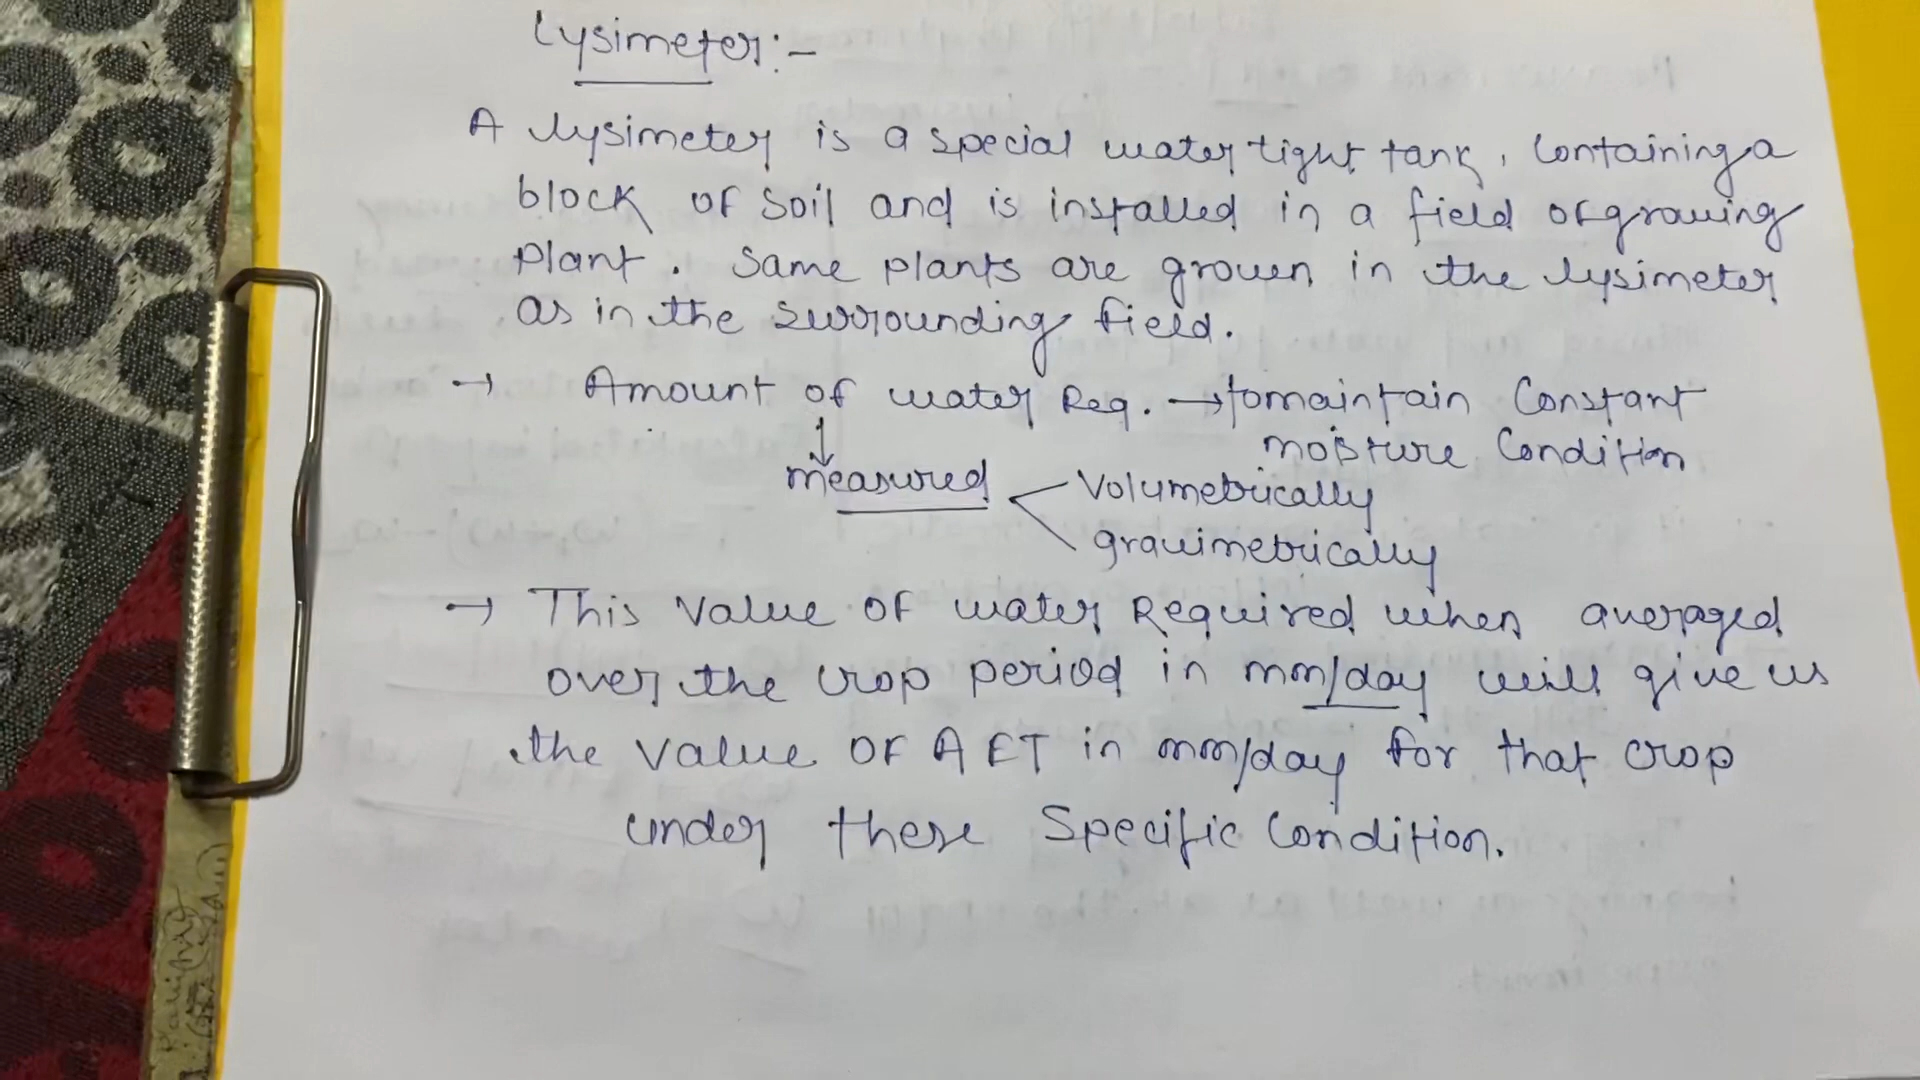 Lysimeter:-
A lysimeter is a special water tight tank, containing a
block of soil and is installed in a field of growing
plant. Same plants are grown in the lysimeter
as in the surrounding field.
→ Amount of water Req. → to maintain Constant
↓ moisture Condition
measured < Volumetrically
gravimetrically
→ This value of water Required when averaged
over the crop period in mm/day will give us
the value of AET in mm/day for that crop
under these Specific Condition.